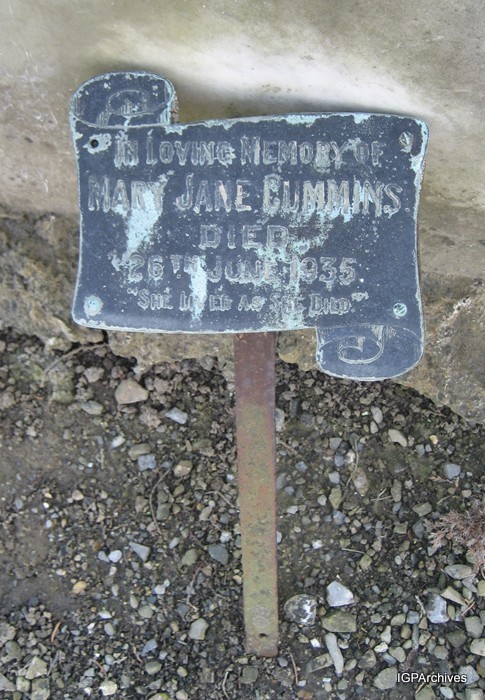 IN LOVING MEMORY OF
MARY JANE CUMMINS
DIED
26TH JUNE 1935
"SHE LIVED AS SHE DIED."
IGPArchives